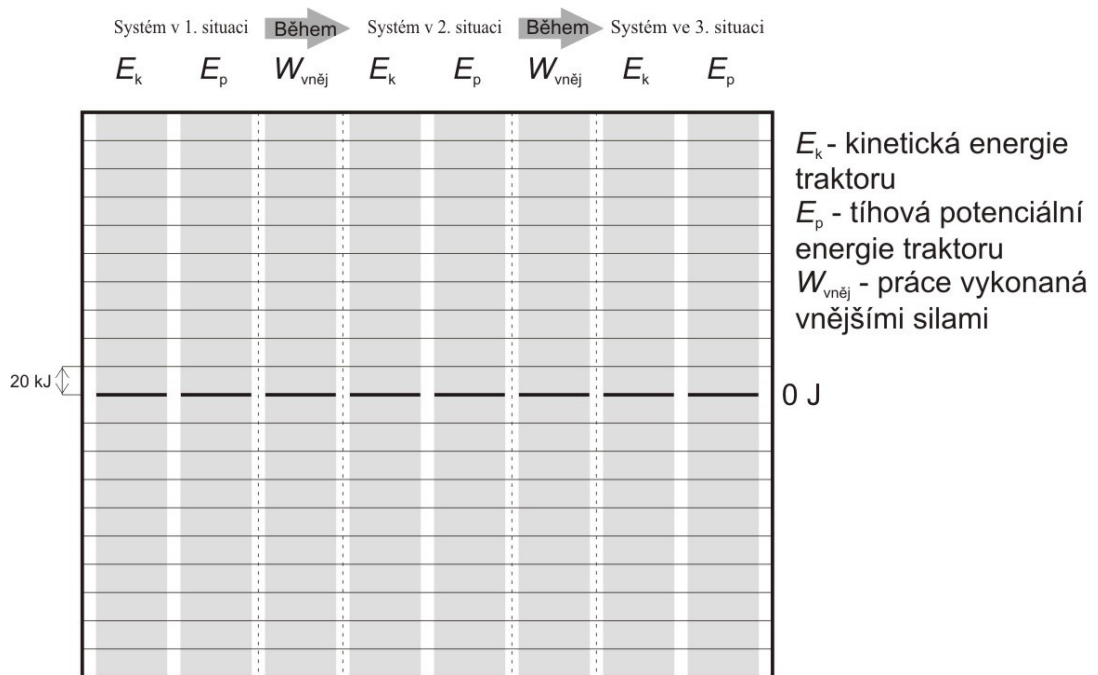 Systém v 1. situaci Během Systém v 2. situaci Během Systém ve 3. situaci
Ek Ep Wvněj Ek Ep Wvněj Ek Ep
Ek - kinetická energie
traktoru
Ep - tíhová potenciální
energie traktoru
Wvněj - práce vykonaná
vnějšími silami
20 kJ
0 J